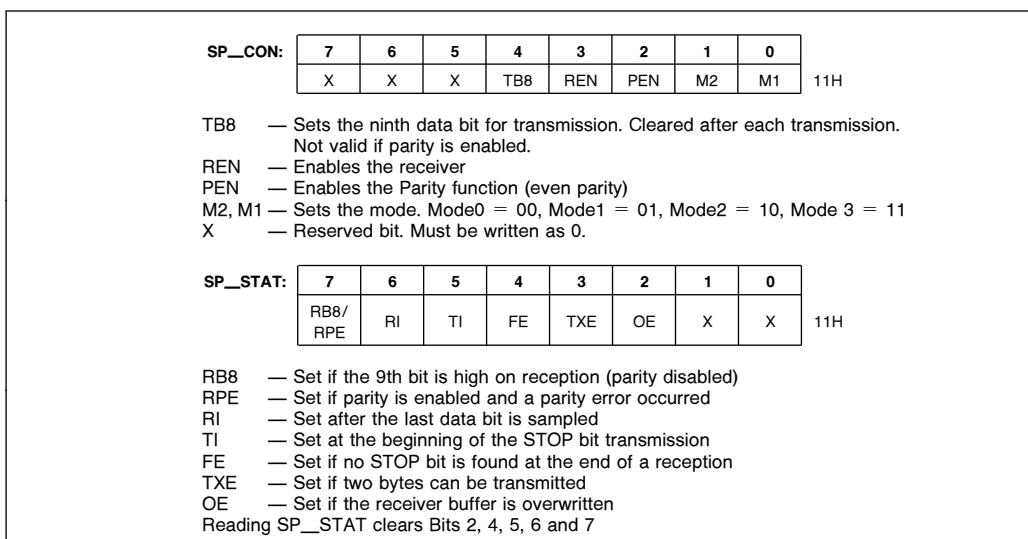 SP__CON: 7 6 5 4 3 2 1 0
X X X TB8 REN PEN M2 M1 11H
TB8 — Sets the ninth data bit for transmission. Cleared after each transmission.
Not valid if parity is enabled.
REN — Enables the receiver
PEN — Enables the Parity function (even parity)
M2, M1 — Sets the mode. Mode0 = 00, Mode1 = 01, Mode2 = 10, Mode 3 = 11
X — Reserved bit. Must be written as 0.
SP__STAT: 7 6 5 4 3 2 1 0
RB8/
RPE RI TI FE TXE OE X X 11H
RB8 — Set if the 9th bit is high on reception (parity disabled)
RPE — Set if parity is enabled and a parity error occurred
RI — Set after the last data bit is sampled
TI — Set at the beginning of the STOP bit transmission
FE — Set if no STOP bit is found at the end of a reception
TXE — Set if two bytes can be transmitted
OE — Set if the receiver buffer is overwritten
Reading SP__STAT clears Bits 2, 4, 5, 6 and 7